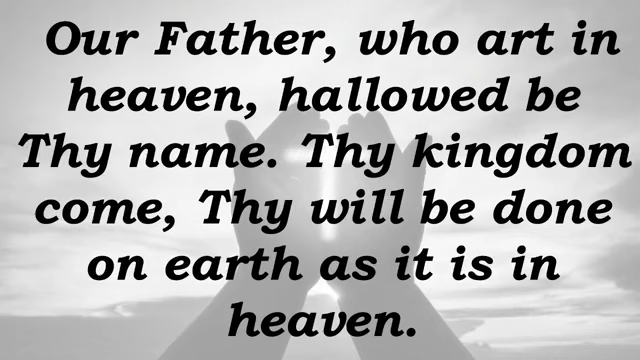 Our Father, who art in
heaven, hallowed be
Thy name. Thy kingdom
come, Thy will be done
on earth as it is in
heaven.